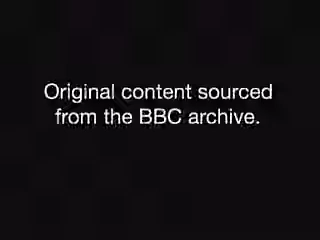 Original content sourced
from the BBC archive.